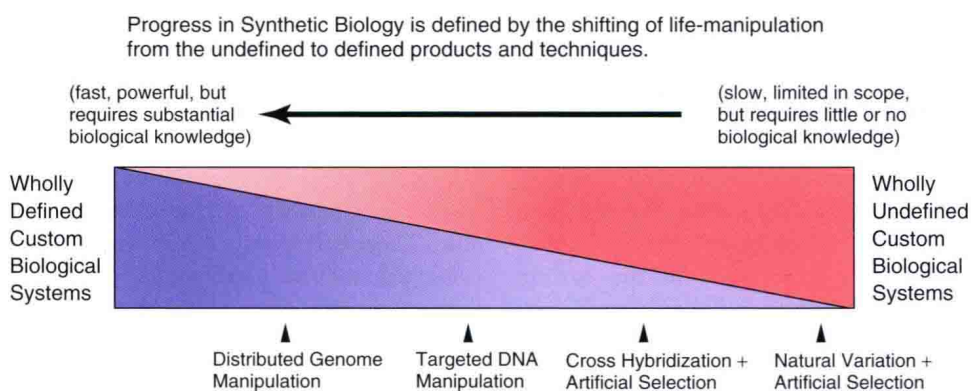 Progress in Synthetic Biology is defined by the shifting of life-manipulation
from the undefined to defined products and techniques.
(fast, powerful, but
requires substantial
biological knowledge)
(slow, limited in scope,
but requires little or no
biological knowledge)
Wholly
Defined
Custom
Biological
Systems
Wholly
Undefined
Custom
Biological
Systems
Distributed Genome
Manipulation
Targeted DNA
Manipulation
Cross Hybridization +
Artificial Selection
Natural Variation +
Artificial Selection